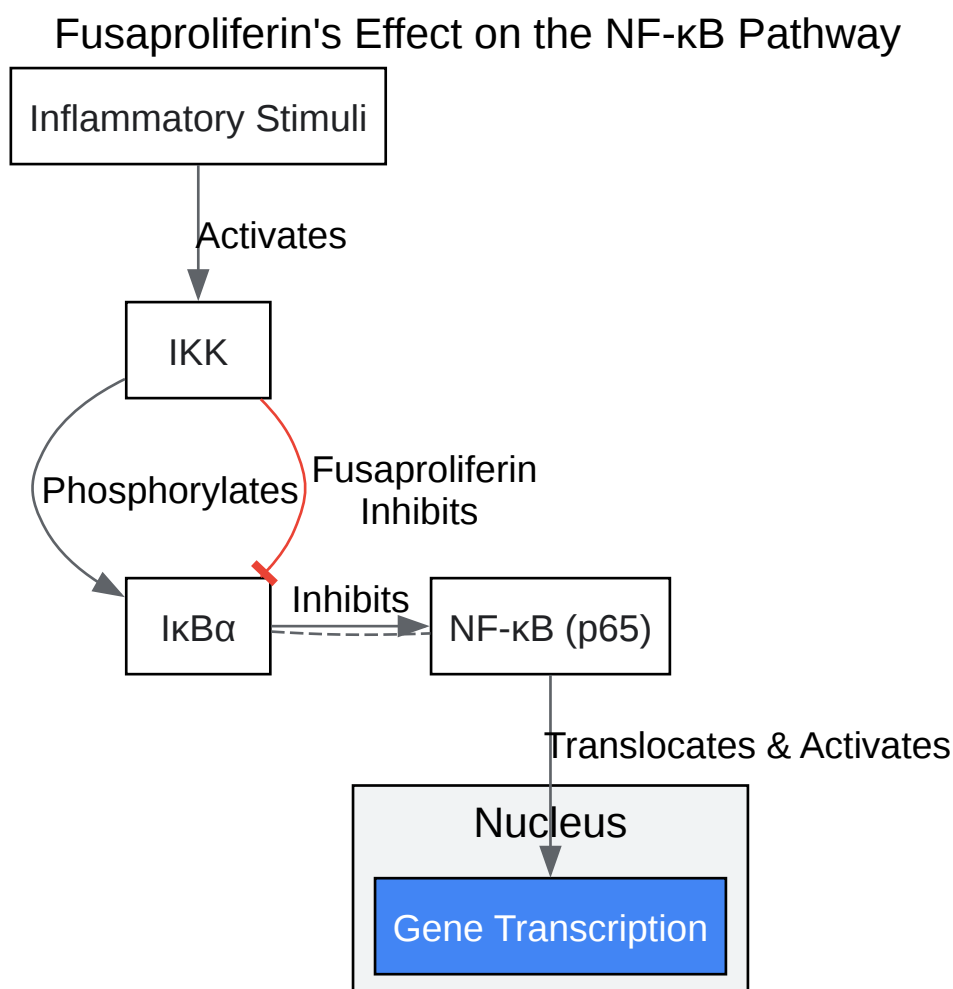 Fusaproliferin's Effect on the NF-κB Pathway
Inflammatory Stimuli
Activates
IKK
Phosphorylates
Fusaproliferin
Inhibits
IκBα
Inhibits
NF-κB (p65)
Translocates & Activates
Nucleus
Gene Transcription